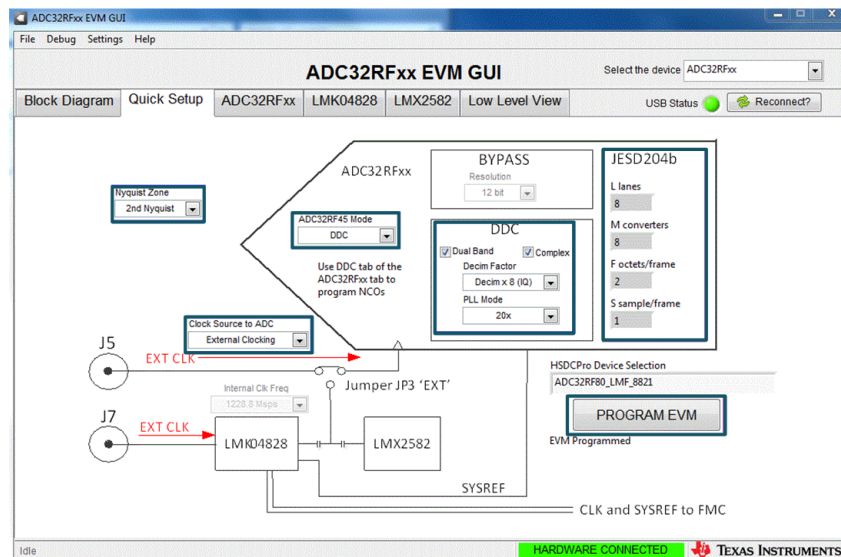 ADC32RFxx EVM GUI
File Debug Settings Help
ADC32RFxx EVM GUI
Select the device ADC32RFxx
Block Diagram Quick Setup ADC32RFxx LMK04828 LMX2582 Low Level View
USB Status Reconnect?
ADC32RFxx
BYPASS
Resolution
12 bit
JESD204b
L lanes
8
M converters
8
F octets/frame
2
S sample/frame
1
Nyquist Zone
2nd Nyquist
ADC32RF45 Mode
DDC
Use DDC tab of the
ADC32RFxx tab to
program NCOs
DDC
Dual Band Complex
Decim Factor
Decim x 8 (IQ)
PLL Mode
20x
Clock Source to ADC
External Clocking
J5
EXT CLK
Jumper JP3 'EXT'
Internal Clk Freq
1228.8 Msps
J7
EXT CLK
LMK04828
LMX2582
SYSREF
CLK and SYSREF to FMC
HSDCPro Device Selection
ADC32RF80_LMF_8821
PROGRAM EVM
EVM Programmed
Idle
HARDWARE CONNECTED
TEXAS INSTRUMENTS